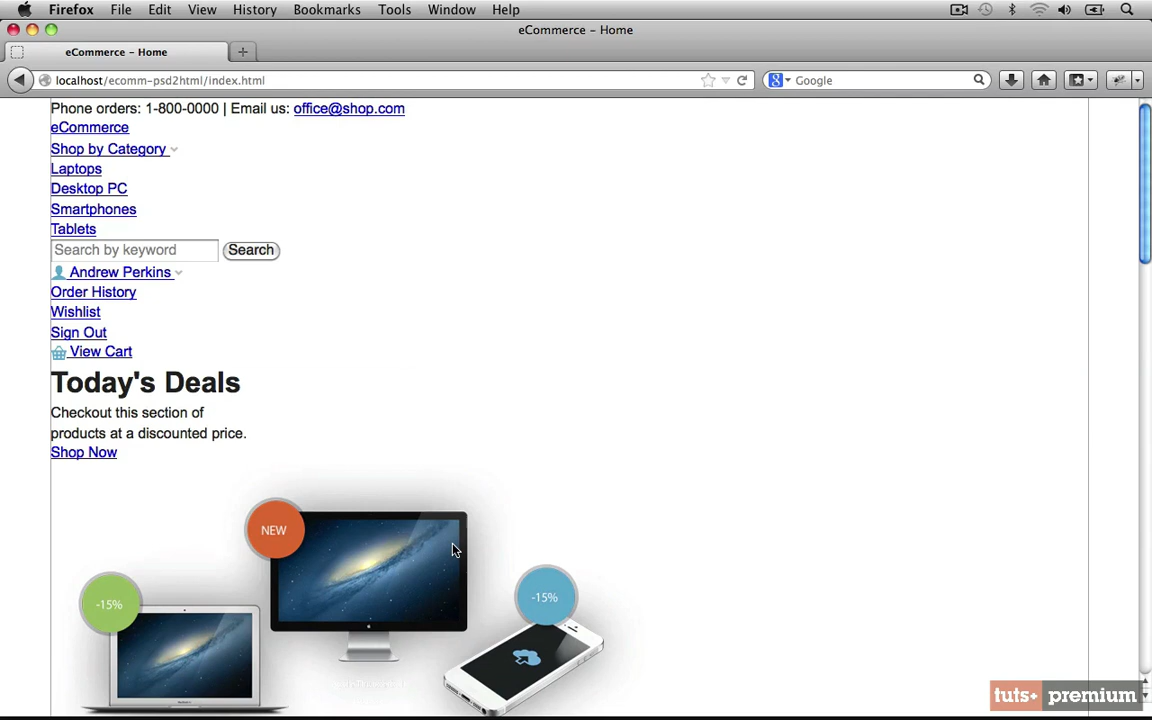 Firefox File Edit View History Bookmarks Tools Window Help
eCommerce – Home
eCommerce – Home
localhost/ecomm-psd2html/index.html
Google
Phone orders: 1-800-0000 | Email us: office@shop.com
eCommerce
Shop by Category
Laptops
Desktop PC
Smartphones
Tablets
Search by keyword Search
Andrew Perkins
Order History
Wishlist
Sign Out
View Cart
Today's Deals
Checkout this section of
products at a discounted price.
Shop Now
NEW
-15%
-15%
tuts+ premium